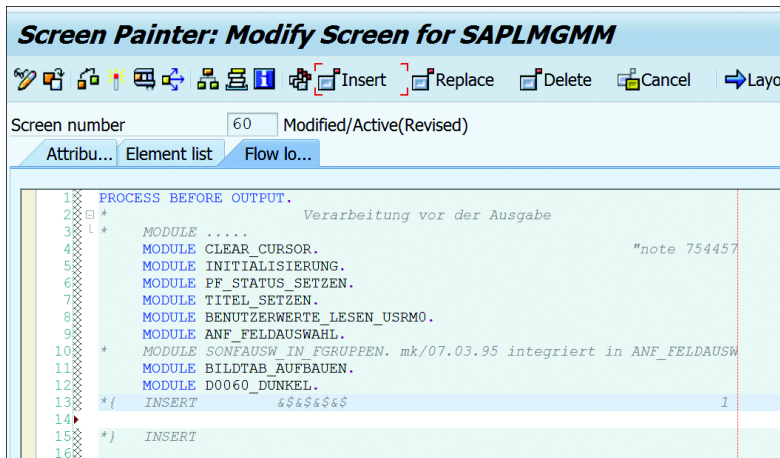 Screen Painter: Modify Screen for SAPLMGMM
Insert Replace Delete Cancel Layo
Screen number 60 Modified/Active(Revised)
Attribu... Element list Flow lo...
1 PROCESS BEFORE OUTPUT.
2 * Verarbeitung vor der Ausgabe
3 * MODULE .....
4 MODULE CLEAR_CURSOR. "note 754457
5 MODULE INITIALISIERUNG.
6 MODULE PF_STATUS_SETZEN.
7 MODULE TITEL_SETZEN.
8 MODULE BENUTZERWERTE_LESEN_USRM0.
9 MODULE ANF_FELDAUSWAHL.
10 * MODULE SONFAUSW_IN_FGRUPPEN. mk/07.03.95 integriert in ANF_FELDAUSW
11 MODULE BILDTAB_AUFBAUEN.
12 MODULE D0060_DUNKEL.
13 *{ INSERT &$&$&$&$ 1
14
15 *} INSERT
16